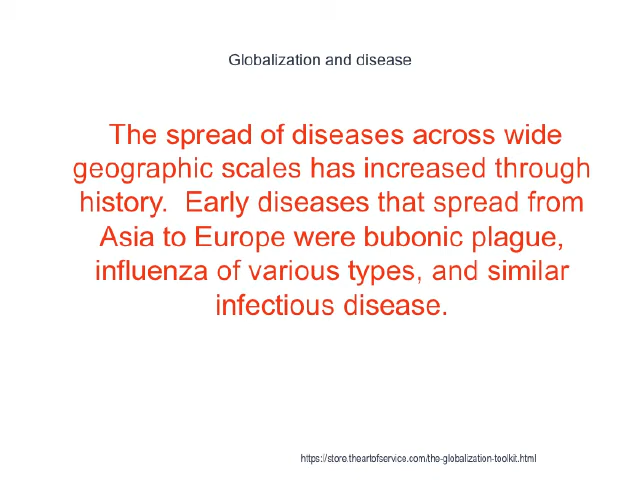 Globalization and disease
The spread of diseases across wide
geographic scales has increased through
history.  Early diseases that spread from
Asia to Europe were bubonic plague,
influenza of various types, and similar
infectious disease.
https://store.theartofservice.com/the-globalization-toolkit.html